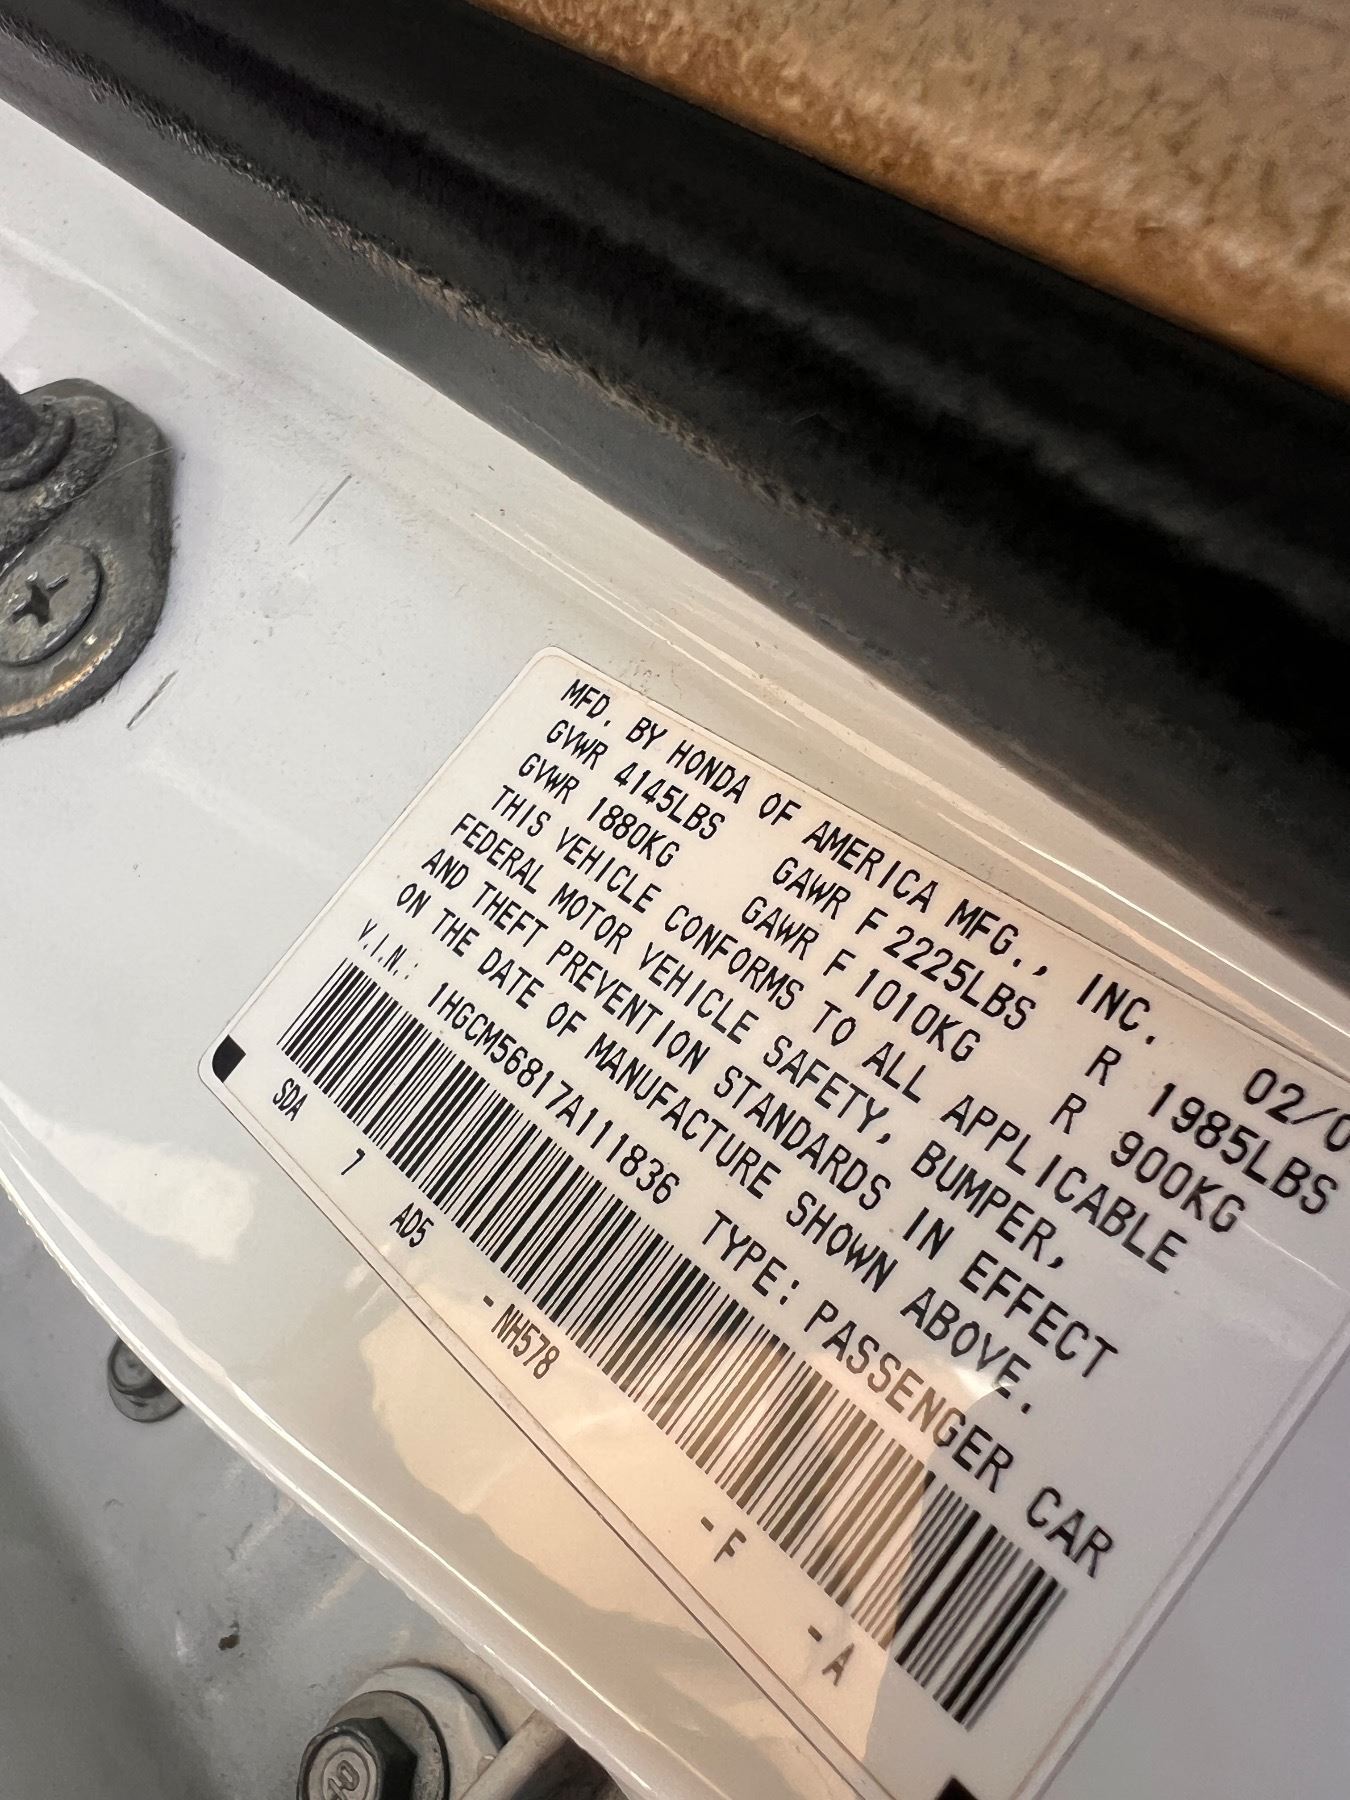 MFD. BY HONDA OF AMERICA MFG., INC. 02/0
GVWR 4145LBS GAWR F 2225LBS R 1985LBS
GVWR 1880KG GAWR F 1010KG R 900KG
THIS VEHICLE CONFORMS TO ALL APPLICABLE
FEDERAL MOTOR VEHICLE SAFETY, BUMPER,
AND THEFT PREVENTION STANDARDS IN EFFECT
ON THE DATE OF MANUFACTURE SHOWN ABOVE.
V.I.N.: 1HGCM56817A111836 TYPE: PASSENGER CAR
SDA 7 AD5 -NH578 -F -A
10